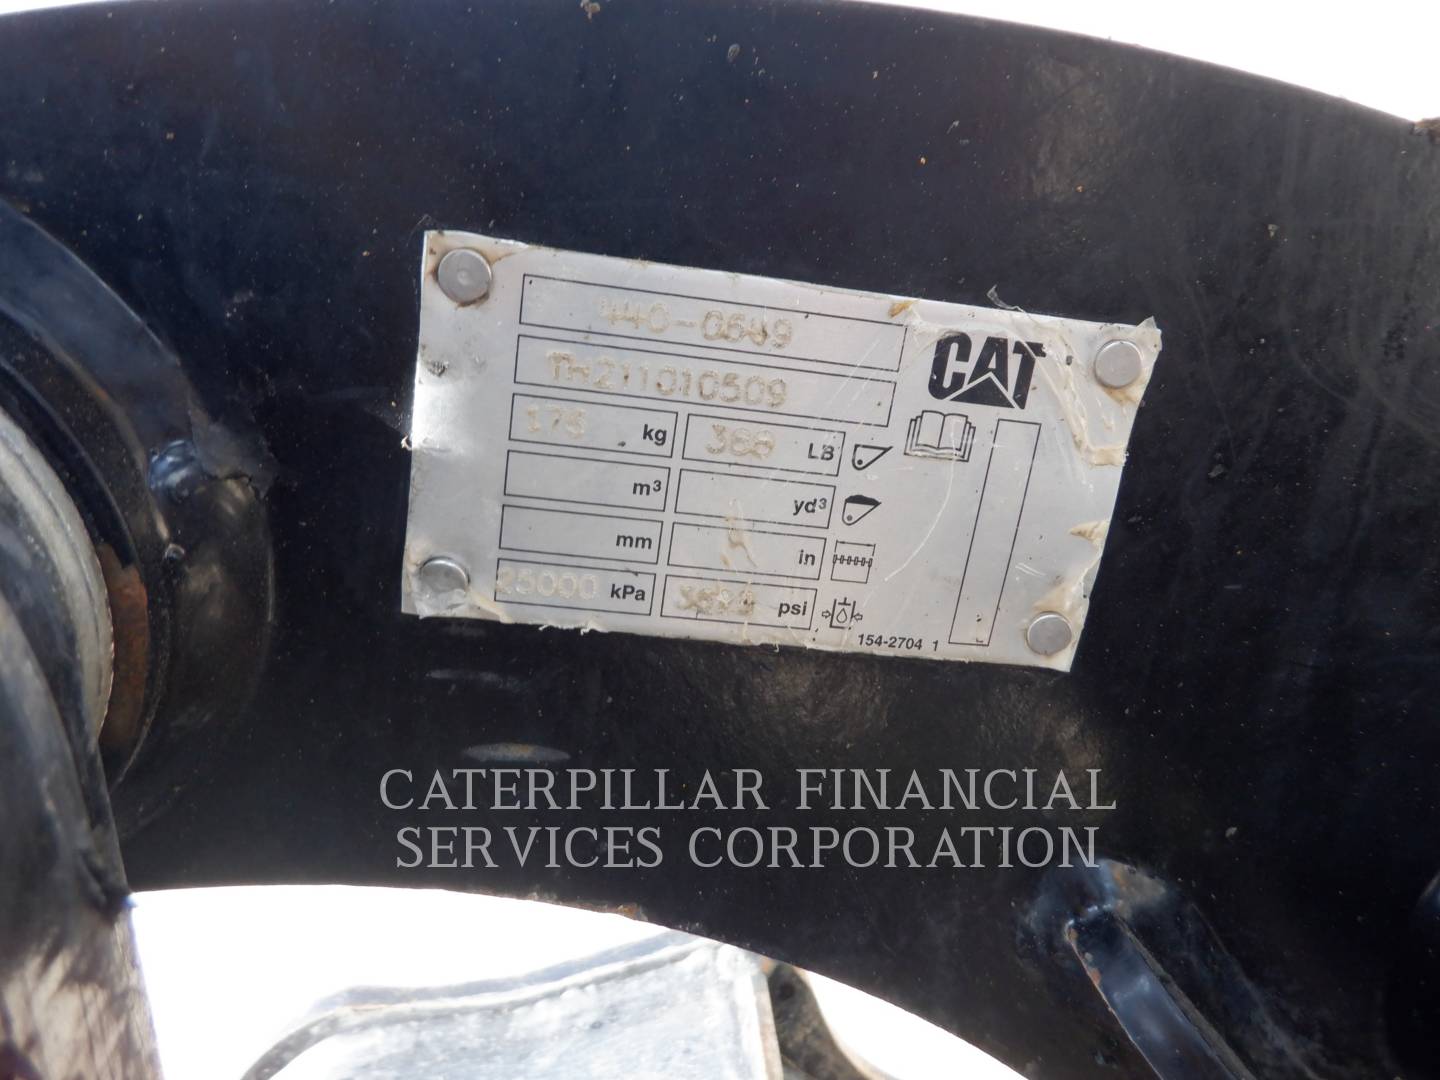 440-0649
TH211010509
CAT
175 kg 368 LB
m³ yd³
mm in
25000 kPa psi
154-2704 1
CATERPILLAR FINANCIAL
SERVICES CORPORATION